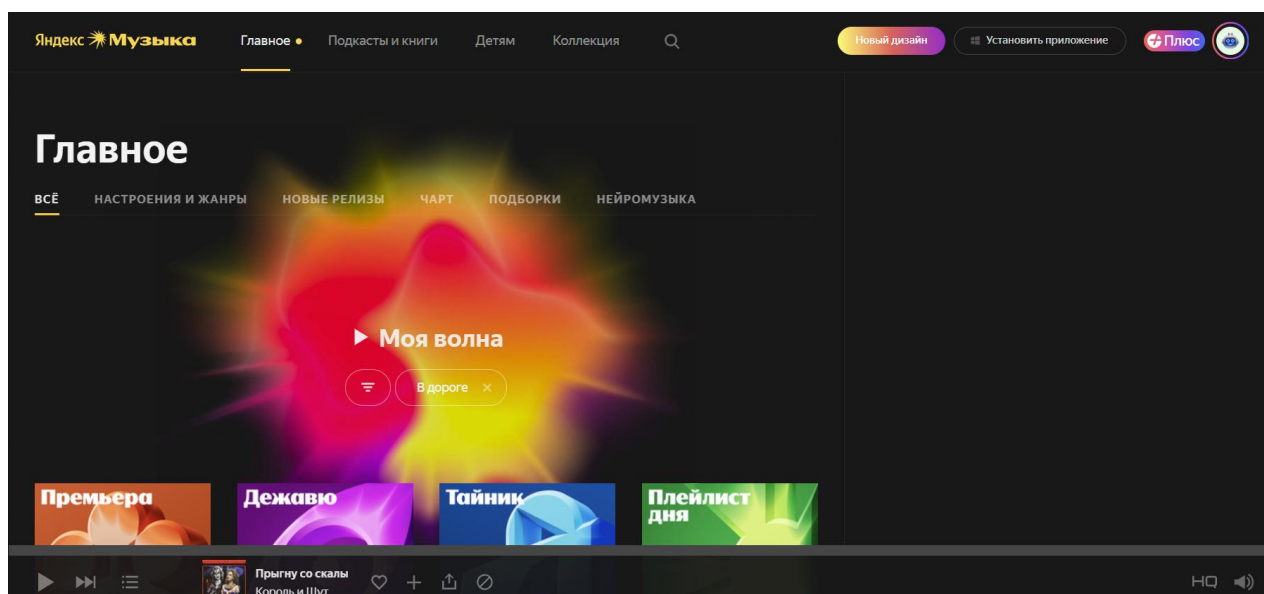 Яндекс Музыка
Главное
Подкасты и книги
Детям
Коллекция
Новый дизайн
Установить приложение
Плюс
Главное
ВСЁ
НАСТРОЕНИЯ И ЖАНРЫ
НОВЫЕ РЕЛИЗЫ
ЧАРТ
ПОДБОРКИ
НЕЙРОМУЗЫКА
Моя волна
В дороге
Премьера
Дежавю
Тайник
Плейлист
дня
Прыгну со скалы
Король и Шут
HQ